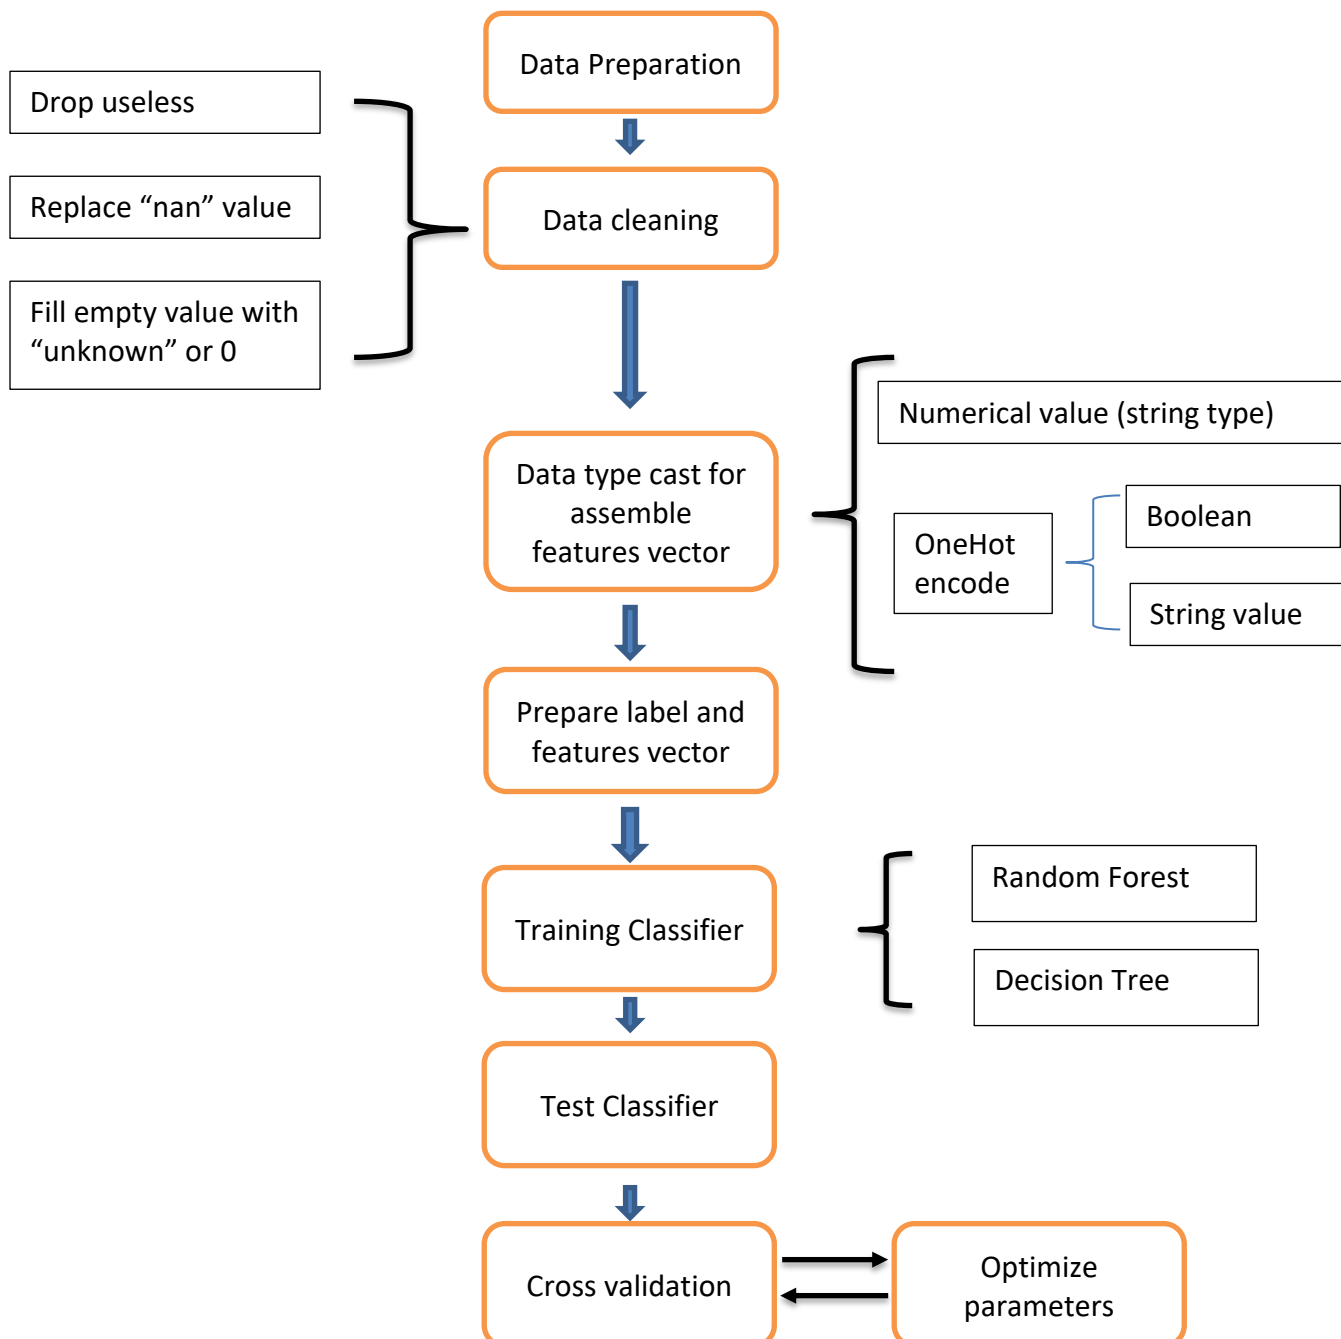 Data Preparation
Drop useless
Replace “nan” value
Data cleaning
Fill empty value with
“unknown” or 0
Numerical value (string type)
Data type cast for
assemble
features vector
OneHot
encode
Boolean
String value
Prepare label and
features vector
Random Forest
Training Classifier
Decision Tree
Test Classifier
Cross validation
Optimize
parameters